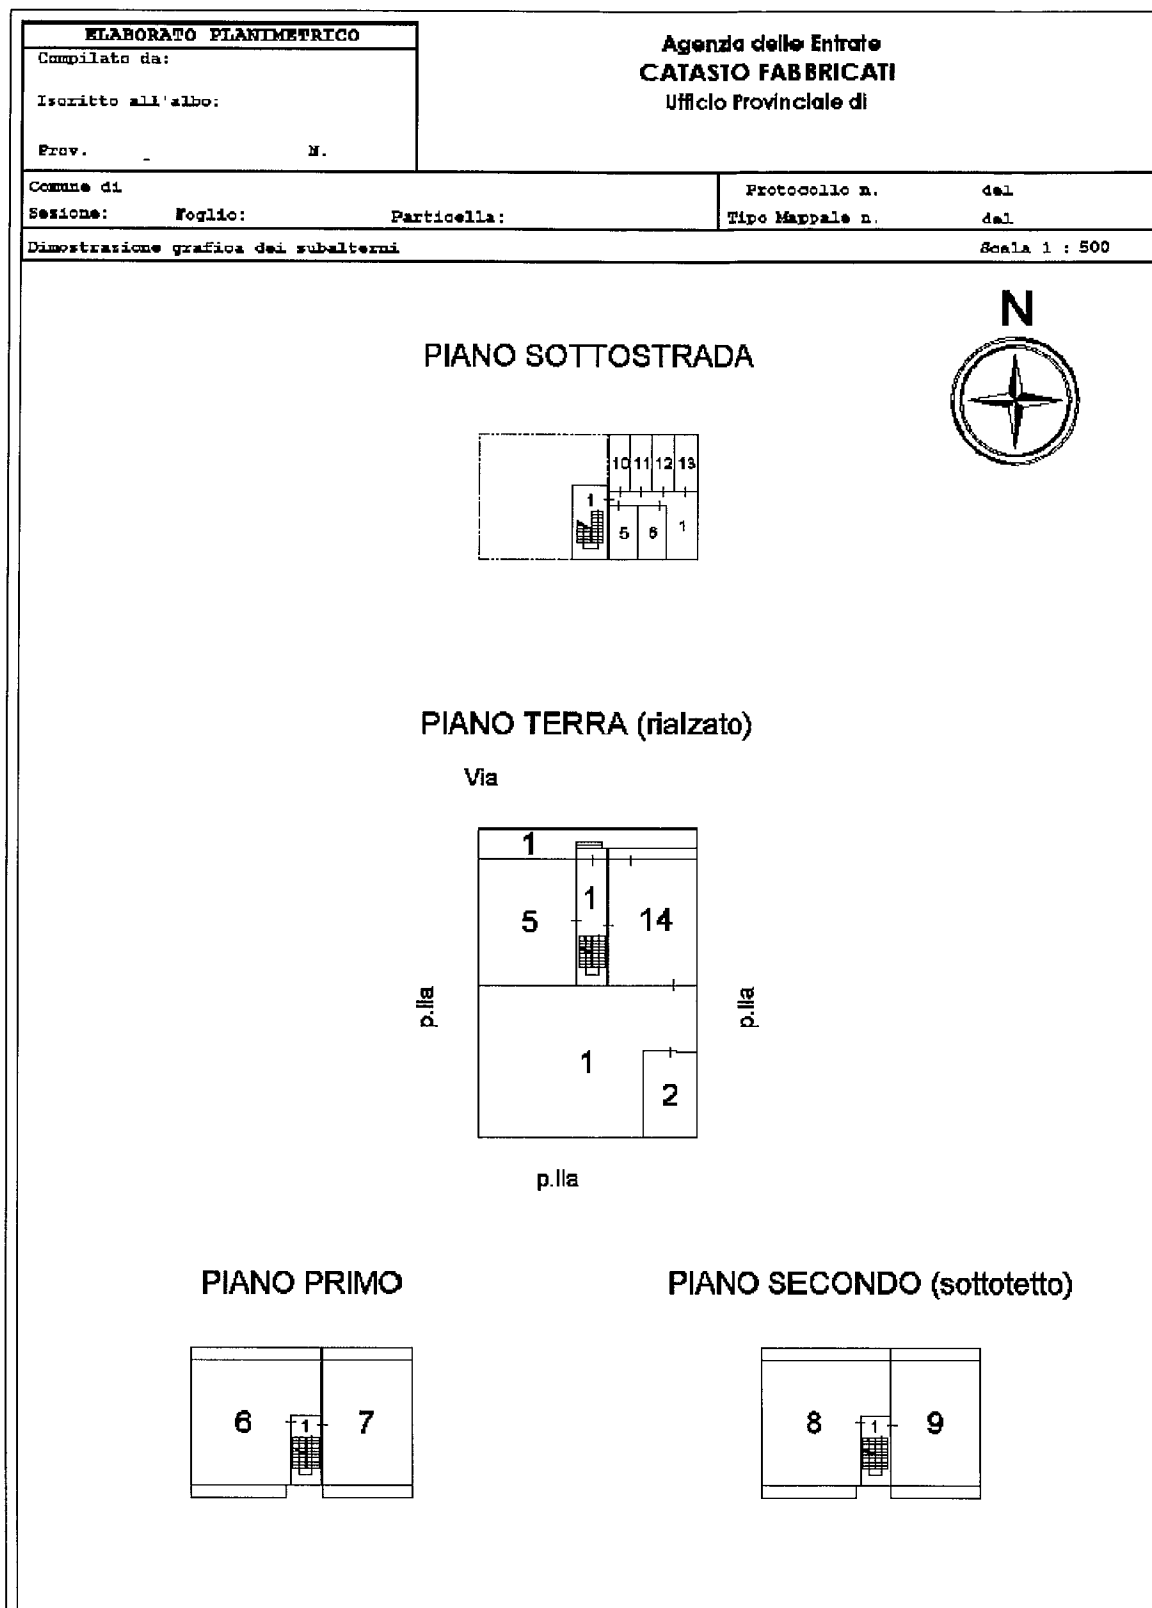 ELABORATO PLANIMETRICO
Compilato da:
Iscritto all'albo:
Prov. N.
Agenzia delle Entrate
CATASTO FABBRICATI
Ufficio Provinciale di
Comune di
Sezione: Foglio: Particella:
Protocollo n. del
Tipo Mappale n. del
Dimostrazione grafica dei subalterni Scala 1 : 500
N
PIANO SOTTOSTRADA
10 11 12 13
1
5 6 1
PIANO TERRA (rialzato)
Via
1
5 1 14
p.lla p.lla
1
2
p.lla
PIANO PRIMO PIANO SECONDO (sottotetto)
6 1 7 8 1 9